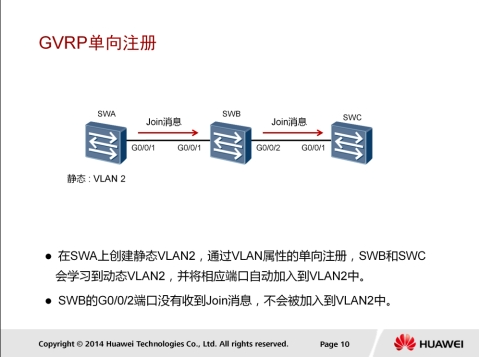 GVRP单向注册
SWA
SWB
SWC
Join消息
Join消息
G0/0/1
G0/0/1
G0/0/2
G0/0/1
静态 : VLAN 2
● 在SWA上创建静态VLAN2，通过VLAN属性的单向注册，SWB和SWC
会学习到动态VLAN2，并将相应端口自动加入到VLAN2中。
● SWB的G0/0/2端口没有收到Join消息，不会被加入到VLAN2中。
Copyright © 2014 Huawei Technologies Co., Ltd. All rights reserved.
Page 10
HUAWEI